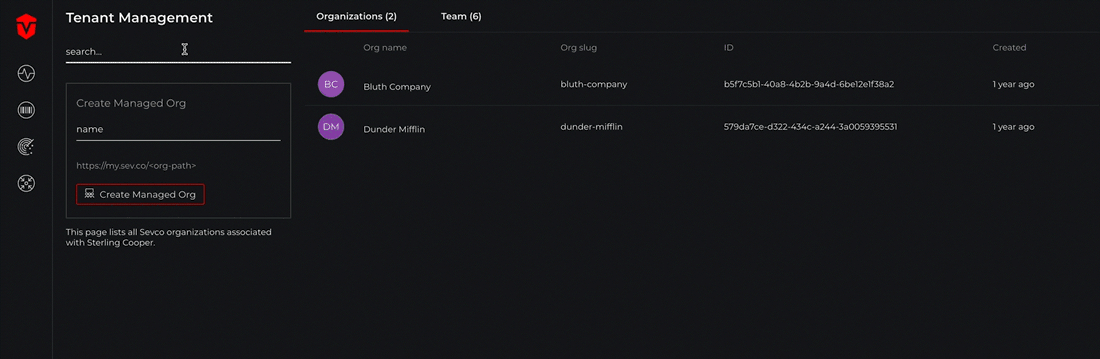 Tenant Management
search...
Create Managed Org
name
https://my.sev.co/<org-path>
Create Managed Org
This page lists all Sevco organizations associated
with Sterling Cooper.
Organizations (2) Team (6)
Org name Org slug ID Created
BC Bluth Company bluth-company b5f7c5b1-40a8-4b2b-9a4d-6be12e1f38a2 1 year ago
DM Dunder Mifflin dunder-mifflin 579da7ce-d322-434c-a244-3a0059395531 1 year ago